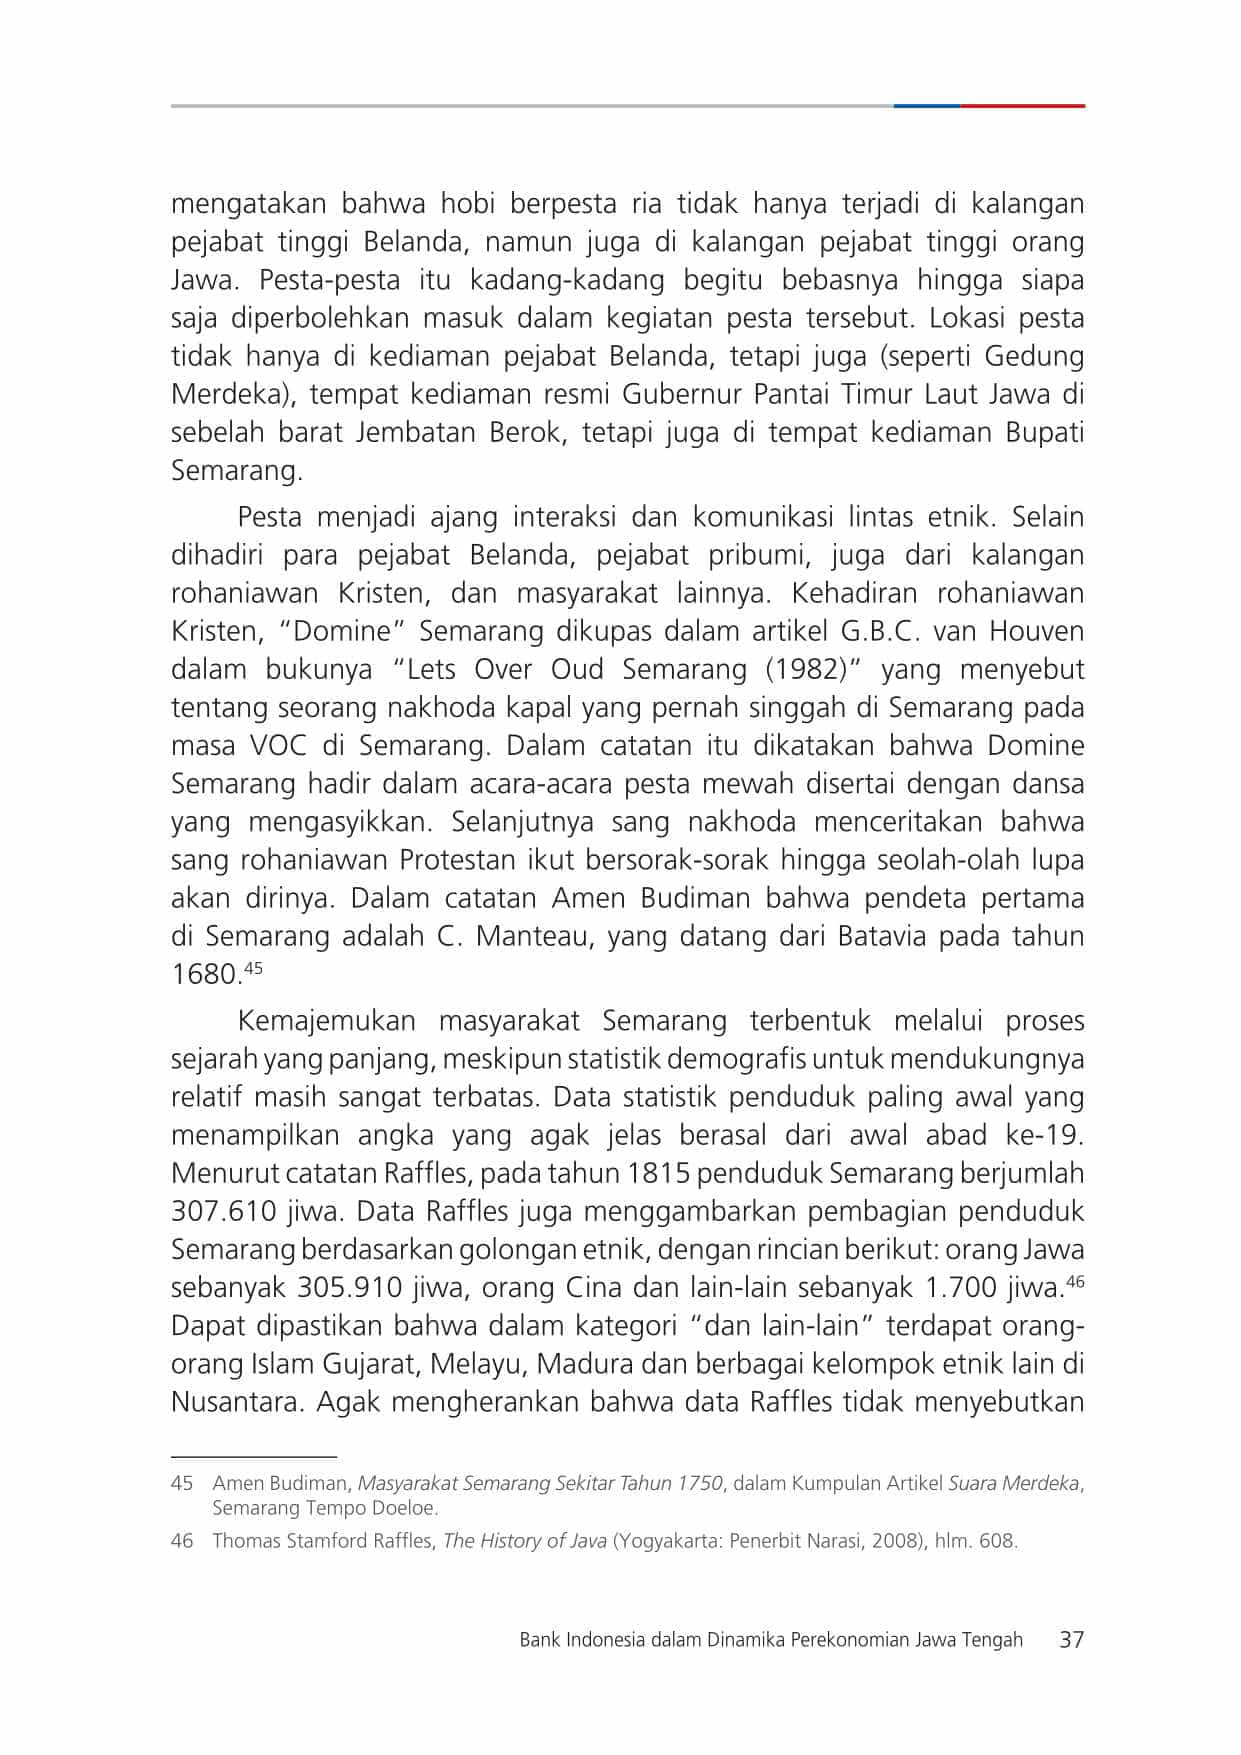 mengatakan bahwa hobi berpesta ria tidak hanya terjadi di kalangan
pejabat tinggi Belanda, namun juga di kalangan pejabat tinggi orang
Jawa. Pesta-pesta itu kadang-kadang begitu bebasnya hingga siapa
saja diperbolehkan masuk dalam kegiatan pesta tersebut. Lokasi pesta
tidak hanya di kediaman pejabat Belanda, tetapi juga (seperti Gedung
Merdeka), tempat kediaman resmi Gubernur Pantai Timur Laut Jawa di
sebelah barat Jembatan Berok, tetapi juga di tempat kediaman Bupati
Semarang.
Pesta menjadi ajang interaksi dan komunikasi lintas etnik. Selain
dihadiri para pejabat Belanda, pejabat pribumi, juga dari kalangan
rohaniawan Kristen, dan masyarakat lainnya. Kehadiran rohaniawan
Kristen, “Domine” Semarang dikupas dalam artikel G.B.C. van Houven
dalam bukunya “Lets Over Oud Semarang (1982)” yang menyebut
tentang seorang nakhoda kapal yang pernah singgah di Semarang pada
masa VOC di Semarang. Dalam catatan itu dikatakan bahwa Domine
Semarang hadir dalam acara-acara pesta mewah disertai dengan dansa
yang mengasyikkan. Selanjutnya sang nakhoda menceritakan bahwa
sang rohaniawan Protestan ikut bersorak-sorak hingga seolah-olah lupa
akan dirinya. Dalam catatan Amen Budiman bahwa pendeta pertama
di Semarang adalah C. Manteau, yang datang dari Batavia pada tahun
1680.45
Kemajemukan masyarakat Semarang terbentuk melalui proses
sejarah yang panjang, meskipun statistik demografis untuk mendukungnya
relatif masih sangat terbatas. Data statistik penduduk paling awal yang
menampilkan angka yang agak jelas berasal dari awal abad ke-19.
Menurut catatan Raffles, pada tahun 1815 penduduk Semarang berjumlah
307.610 jiwa. Data Raffles juga menggambarkan pembagian penduduk
Semarang berdasarkan golongan etnik, dengan rincian berikut: orang Jawa
sebanyak 305.910 jiwa, orang Cina dan lain-lain sebanyak 1.700 jiwa.46
Dapat dipastikan bahwa dalam kategori “dan lain-lain” terdapat orang-
orang Islam Gujarat, Melayu, Madura dan berbagai kelompok etnik lain di
Nusantara. Agak mengherankan bahwa data Raffles tidak menyebutkan
45 Amen Budiman, Masyarakat Semarang Sekitar Tahun 1750, dalam Kumpulan Artikel Suara Merdeka,
Semarang Tempo Doeloe.
46 Thomas Stamford Raffles, The History of Java (Yogyakarta: Penerbit Narasi, 2008), hlm. 608.
Bank Indonesia dalam Dinamika Perekonomian Jawa Tengah 37